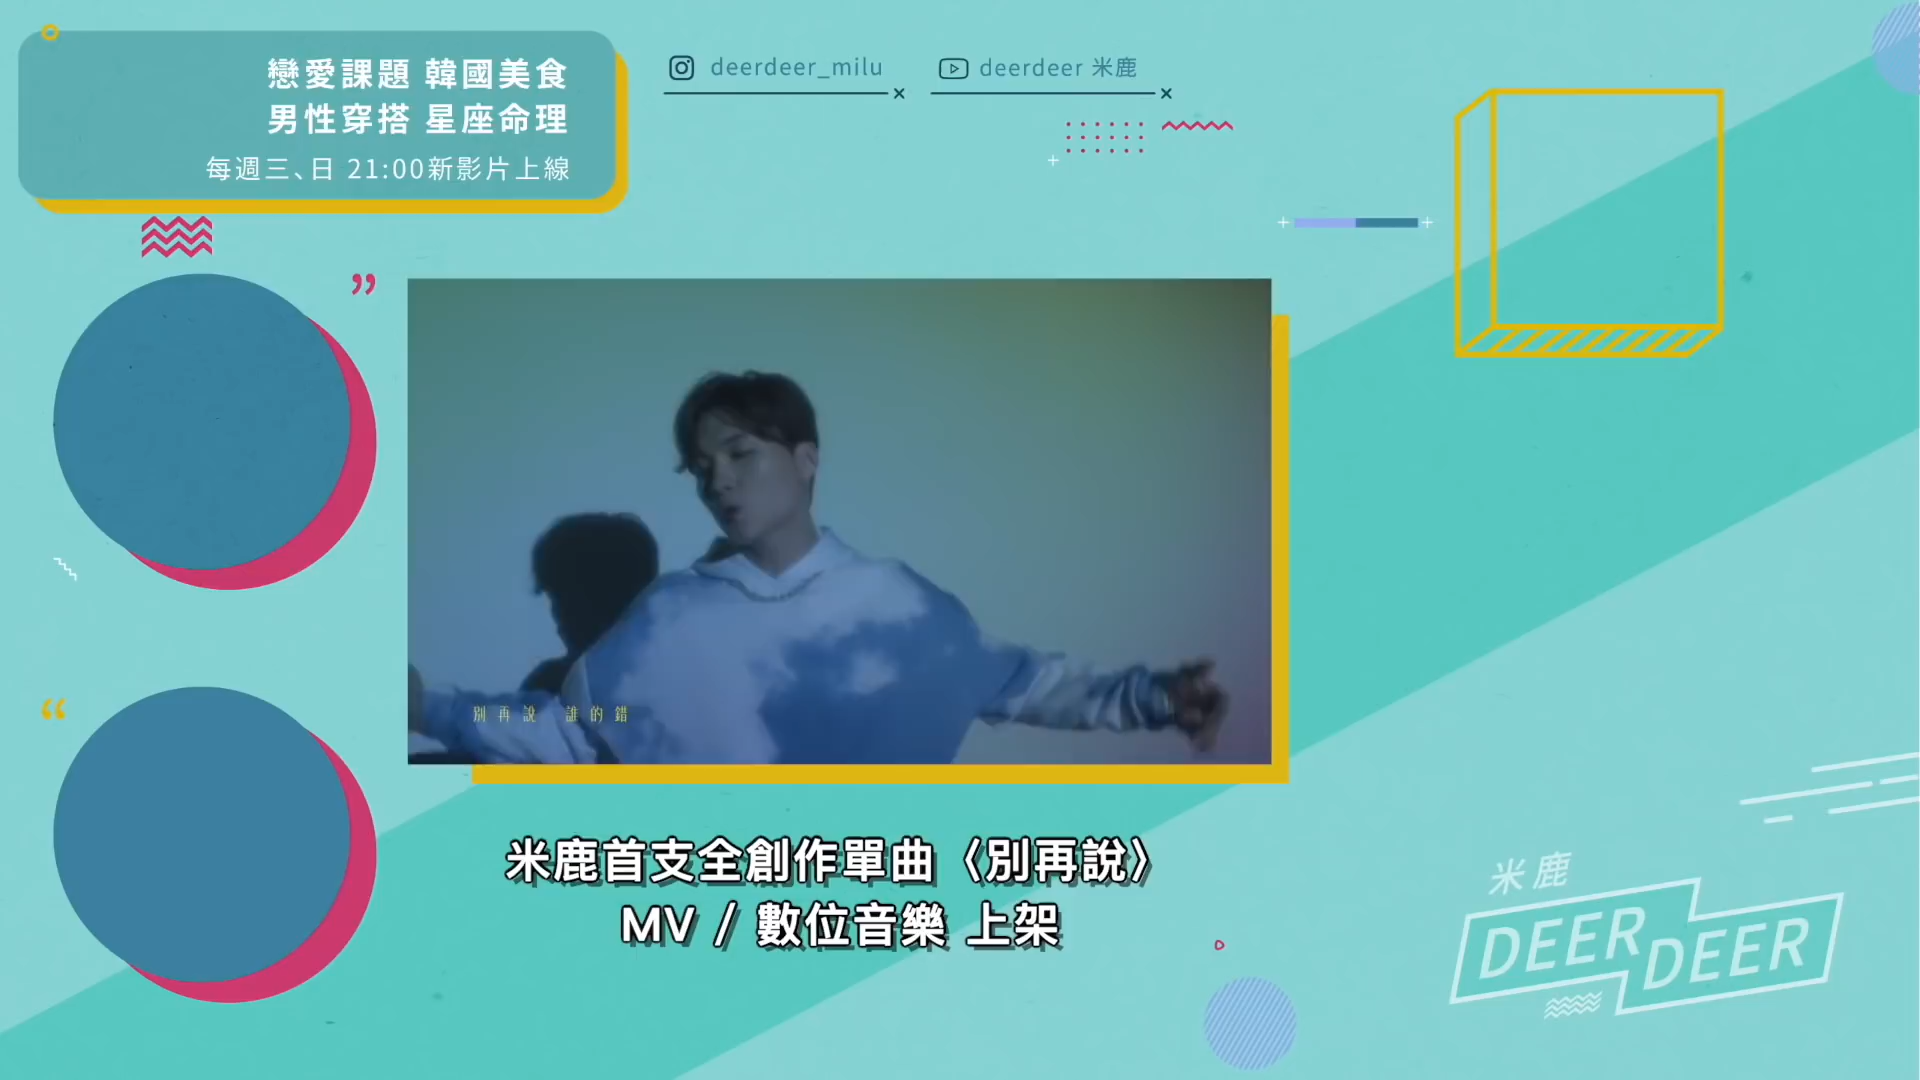 戀愛課題 韓國美食
男性穿搭 星座命理
每週三、日 21:00新影片上線
deerdeer_milu
deerdeer 米鹿
別再說 誰的錯
米鹿首支全創作單曲〈別再說〉
MV / 數位音樂 上架
米鹿
DEER
DEER